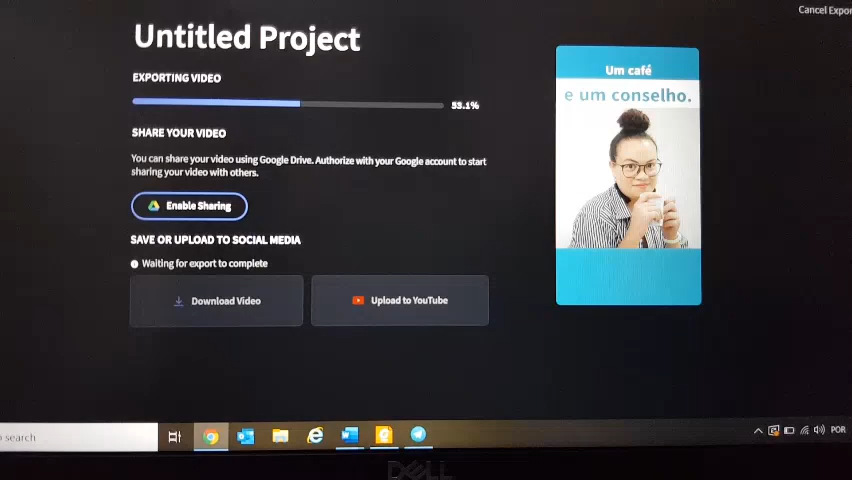 Cancel Expor
Untitled Project
EXPORTING VIDEO
53.1%
SHARE YOUR VIDEO
You can share your video using Google Drive. Authorize with your Google account to start
sharing your video with others.
Enable Sharing
SAVE OR UPLOAD TO SOCIAL MEDIA
Waiting for export to complete
Download Video
Upload to YouTube
Um café
e um conselho.
search
POR
DELL